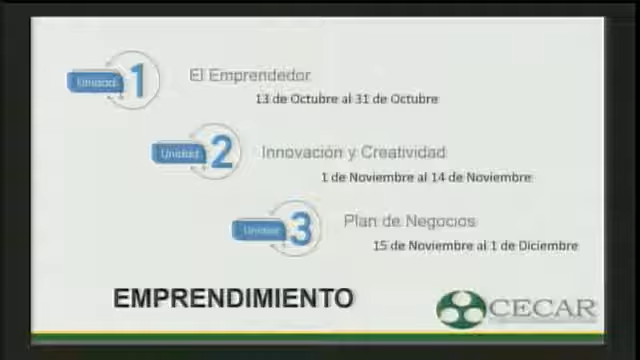 Unidad 1
El Emprendedor
13 de Octubre al 31 de Octubre
Unidad 2
Innovación y Creatividad
1 de Noviembre al 14 de Noviembre
Unidad 3
Plan de Negocios
15 de Noviembre al 1 de Diciembre
EMPRENDIMIENTO
CECAR